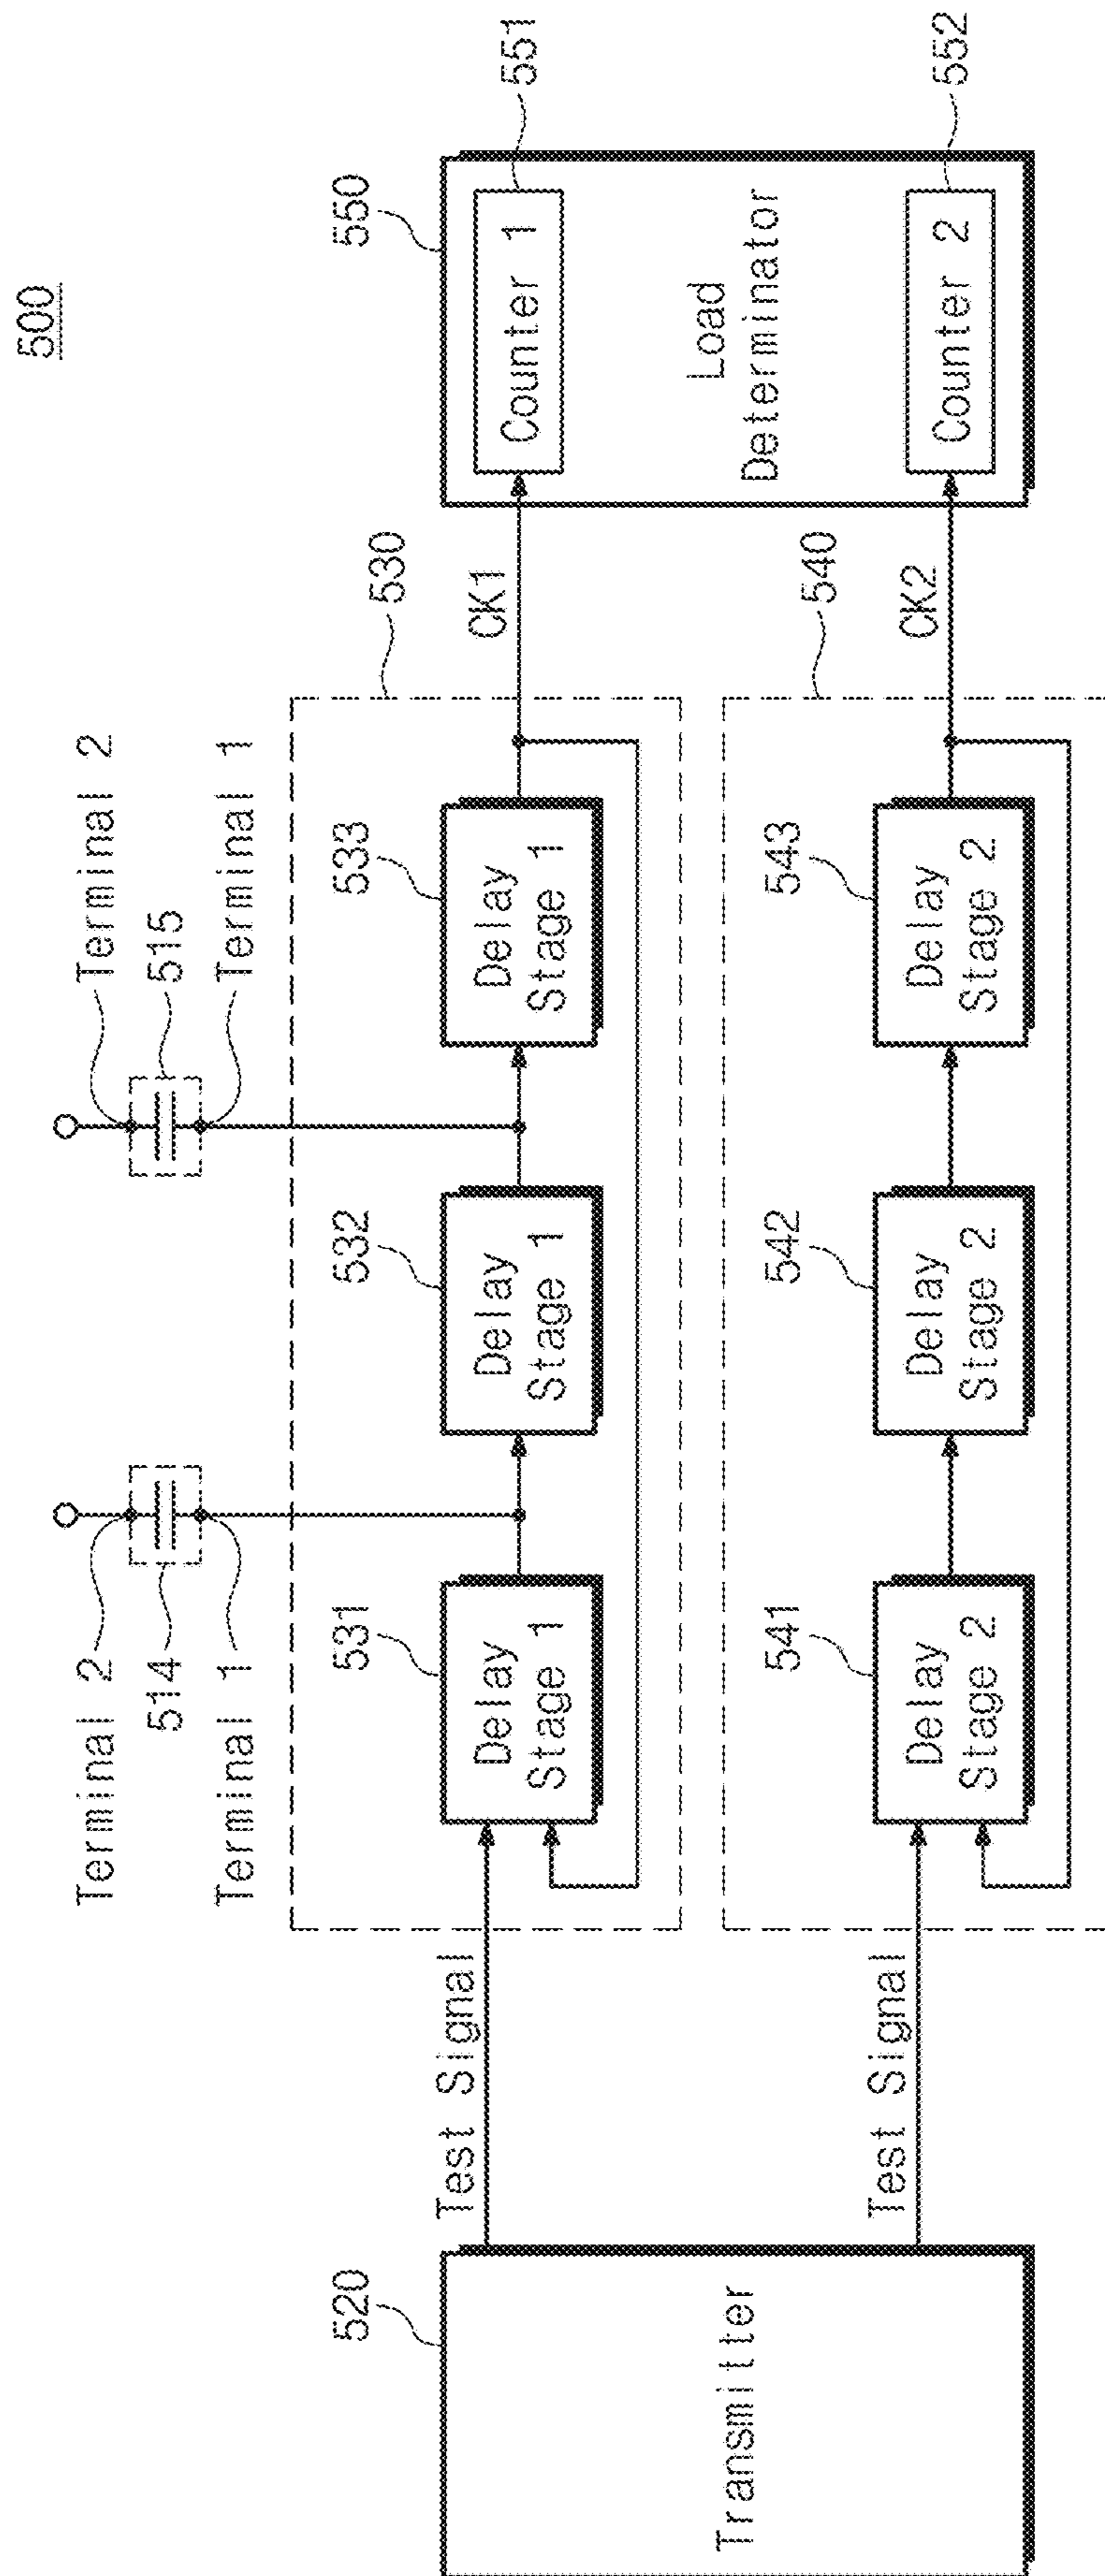 500
Terminal 2
514
Terminal 1
Terminal 2
515
Terminal 1
520
Transmitter
Test Signal
Test Signal
530
531
Delay
Stage 1
532
Delay
Stage 1
533
Delay
Stage 1
CK1
540
541
Delay
Stage 2
542
Delay
Stage 2
543
Delay
Stage 2
CK2
550
Counter 1
551
Load
Determinator
Counter 2
552